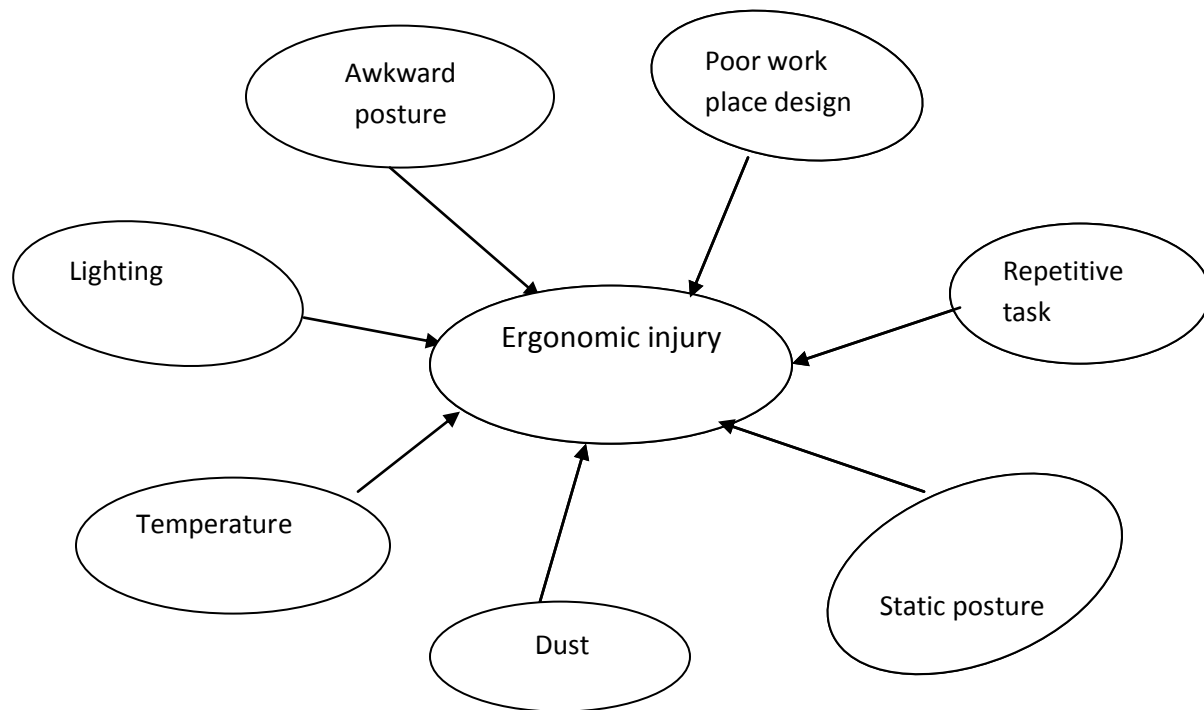 Awkward
posture
Poor work
place design
Lighting
Repetitive
task
Ergonomic injury
Temperature
Static posture
Dust